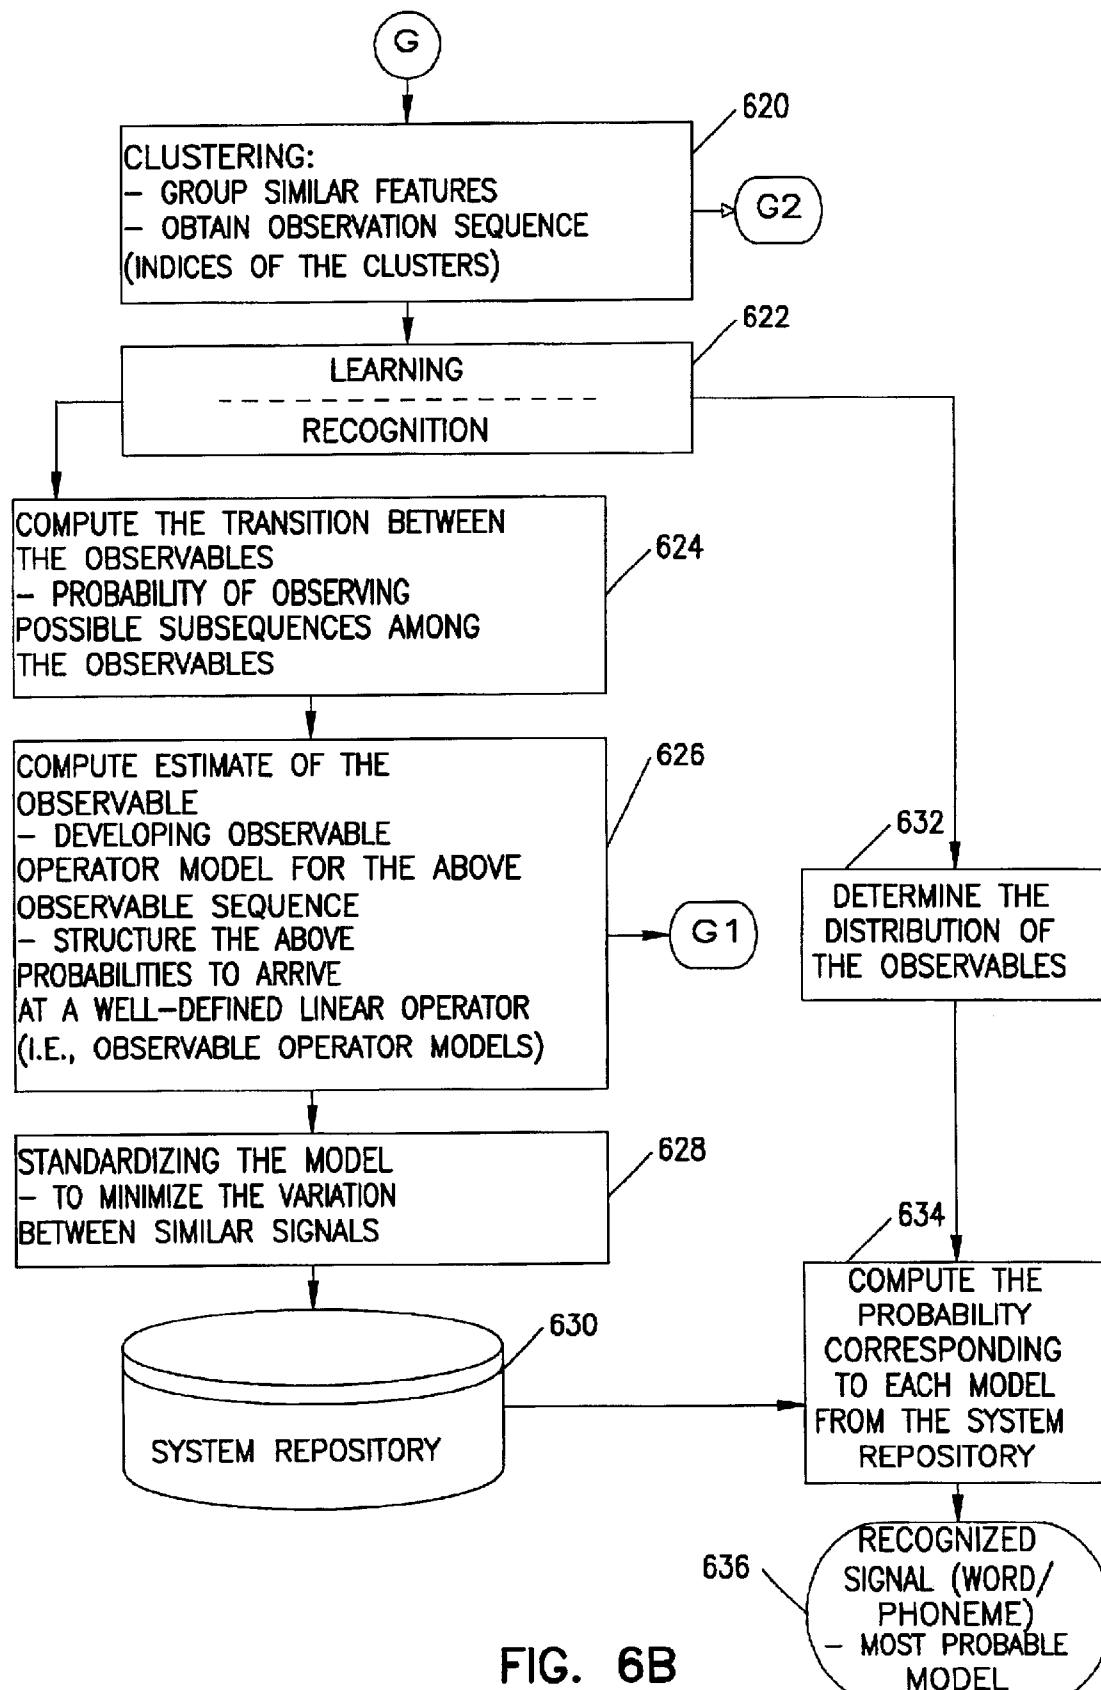 G
620
CLUSTERING:
– GROUP SIMILAR FEATURES
– OBTAIN OBSERVATION SEQUENCE
(INDICES OF THE CLUSTERS)
G2
622
LEARNING
RECOGNITION
COMPUTE THE TRANSITION BETWEEN
THE OBSERVABLES
– PROBABILITY OF OBSERVING
POSSIBLE SUBSEQUENCES AMONG
THE OBSERVABLES
624
COMPUTE ESTIMATE OF THE
OBSERVABLE
– DEVELOPING OBSERVABLE
OPERATOR MODEL FOR THE ABOVE
OBSERVABLE SEQUENCE
– STRUCTURE THE ABOVE
PROBABILITIES TO ARRIVE
AT A WELL–DEFINED LINEAR OPERATOR
(I.E., OBSERVABLE OPERATOR MODELS)
626
G1
632
DETERMINE THE
DISTRIBUTION OF
THE OBSERVABLES
STANDARDIZING THE MODEL
– TO MINIMIZE THE VARIATION
BETWEEN SIMILAR SIGNALS
628
630
SYSTEM REPOSITORY
634
COMPUTE THE
PROBABILITY
CORRESPONDING
TO EACH MODEL
FROM THE SYSTEM
REPOSITORY
636
RECOGNIZED
SIGNAL (WORD/
PHONEME)
– MOST PROBABLE
MODEL
FIG. 6B